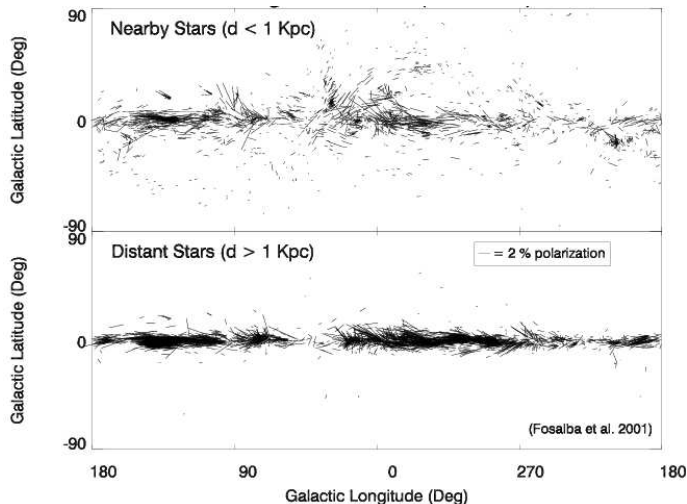 90
Nearby Stars (d < 1 Kpc)
Galactic Latitude (Deg)
0
-90
90
Distant Stars (d > 1 Kpc)
= 2 % polarization
Galactic Latitude (Deg)
0
(Fosalba et al. 2001)
-90
180 90 0 270 180
Galactic Longitude (Deg)